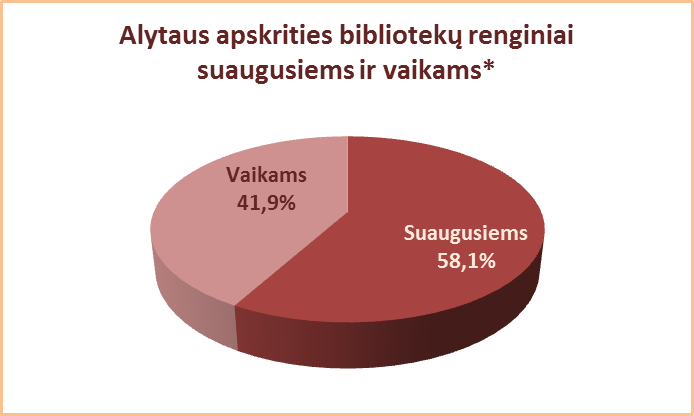 Alytaus apskrities bibliotekų renginiai
suaugusiems ir vaikams*
Vaikams
41,9%
Suaugusiems
58,1%